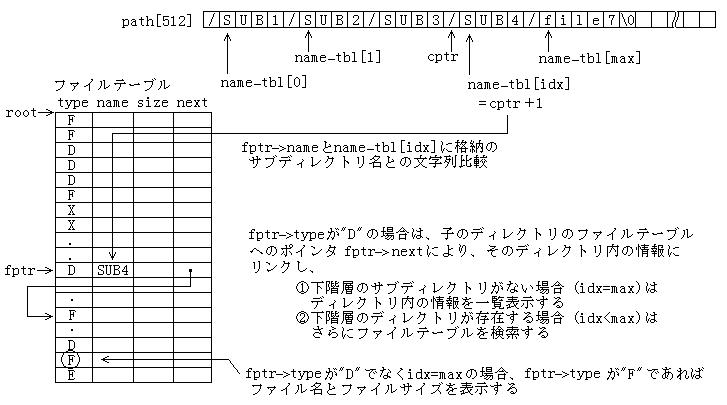 path[512] /SUB1/SUB2/SUB3/SUB4/file7\0
name-tbl[1] cptr name-tbl[max]
name-tbl[0] name-tbl[idx]
＝cptr＋1
ファイルテーブル
type name size next
root→
F
F
D
D
D
F
X
X
.
.
fptr→ D SUB4
.
F
.
D
F
E
fptr→nameとname-tbl[idx]に格納の
サブディレクトリ名との文字列比較
fptr→typeが"D"の場合は、子のディレクトリのファイルテーブル
へのポインタ fptr→nextにより、そのディレクトリ内の情報に
リンクし、
①下階層のサブディレクトリがない場合（idx=max）は
ディレクトリ内の情報を一覧表示する
②下階層のディレクトリが存在する場合（idx<max）は
さらにファイルテーブルを検索する
fptr→typeが"D"でなくidx=maxの場合、fptr→type が"F"であれば
ファイル名とファイルサイズを表示する